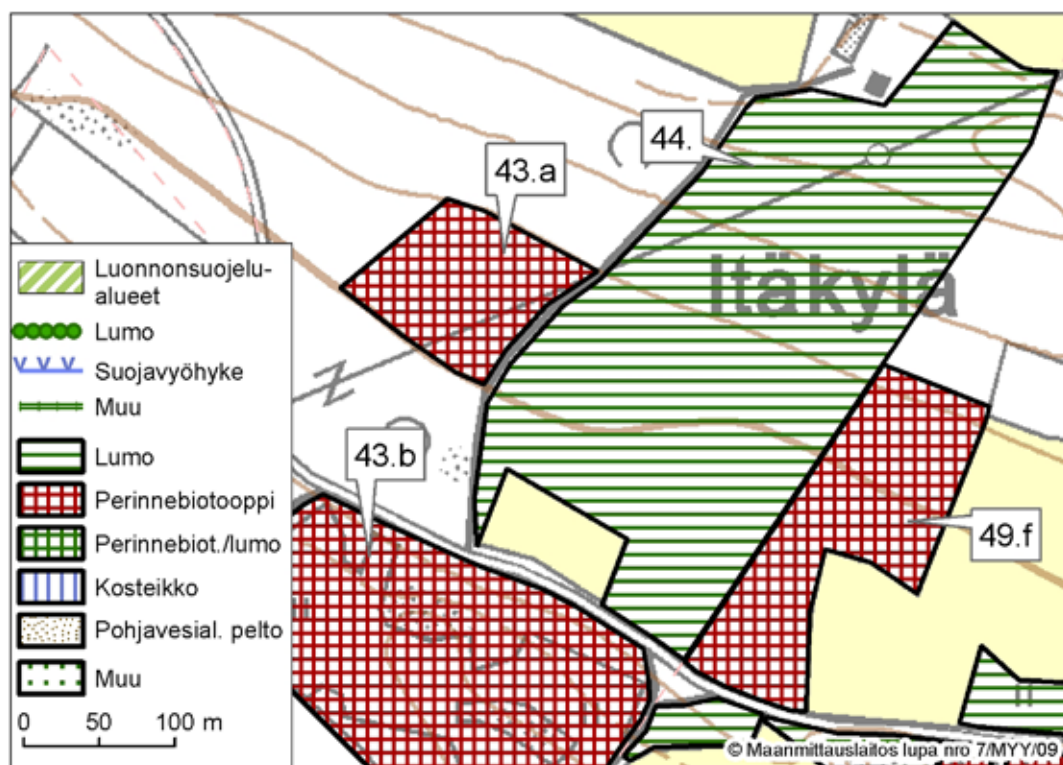 44.
43.a
Itäkylä
43.b
49.f
Luonnonsuojelu-
alueet
Lumo
Suojavyöhyke
Muu
Lumo
Perinnebiotooppi
Perinnebiot./lumo
Kosteikko
Pohjavesial. pelto
Muu
0 50 100 m
© Maanmittauslaitos lupa nro 7/MYY/09